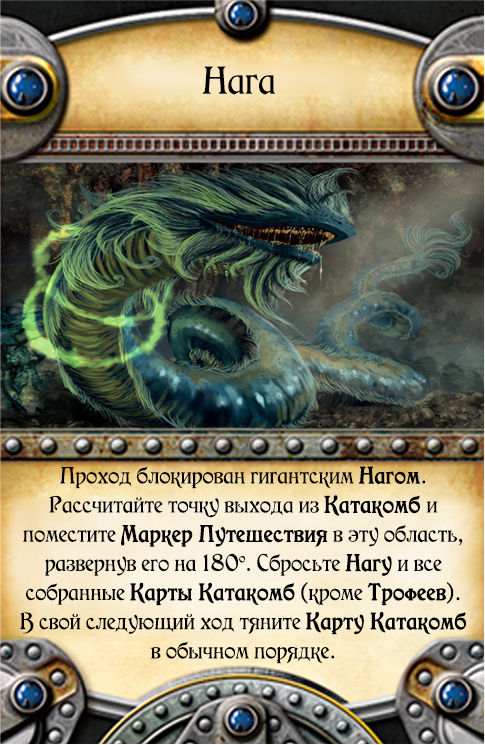 Нага
Проход блокирован гигантским Нагом.
Рассчитайте точку выхода из Катакомб и
поместите Маркер Путешествия в эту область,
развернув его на 180°. Сбросьте Нагу и все
собранные Карты Катакомб (кроме Трофеев).
В свой следующий ход тяните Карту Катакомб
в обычном порядке.